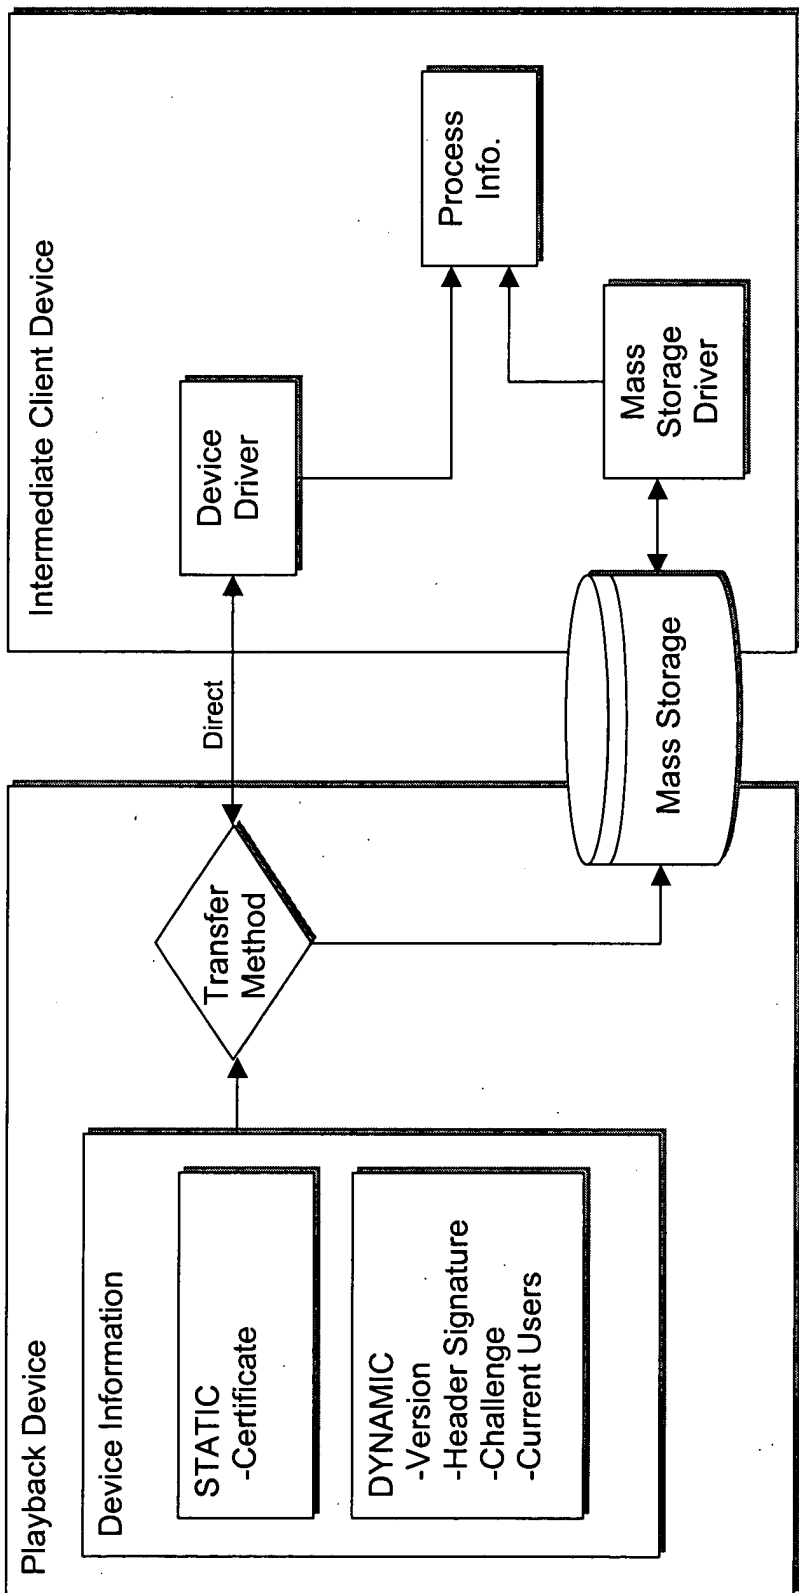 Playback Device
Device Information
STATIC
-Certificate
DYNAMIC
-Version
-Header Signature
-Challenge
-Current Users
Transfer
Method
Direct
Mass Storage
Intermediate Client Device
Device
Driver
Mass
Storage
Driver
Process
Info.